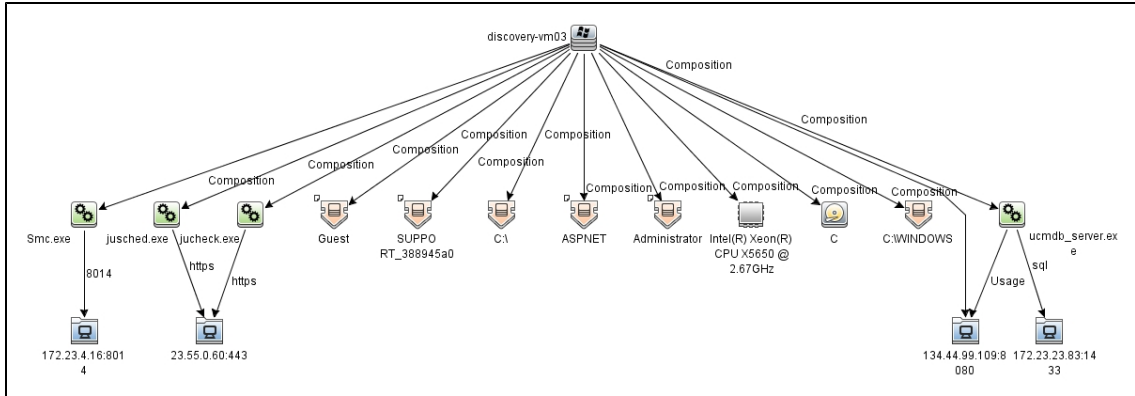 discovery-vm03
Composition
Composition
Composition
Composition
Composition
Composition
Composition
Composition
Composition
Composition
Composition
Composition
Composition
Smc.exe
jusched.exe
jucheck.exe
Guest
SUPPO
RT_388945a0
C:\
ASPNET
Administrator
Intel(R) Xeon(R)
CPU X5650 @
2.67GHz
C
C:\WINDOWS
ucmdb_server.ex
e
8014
https
https
Usage
sql
172.23.4.16:801
4
23.55.0.60:443
134.44.99.109:8
080
172.23.23.83:14
33